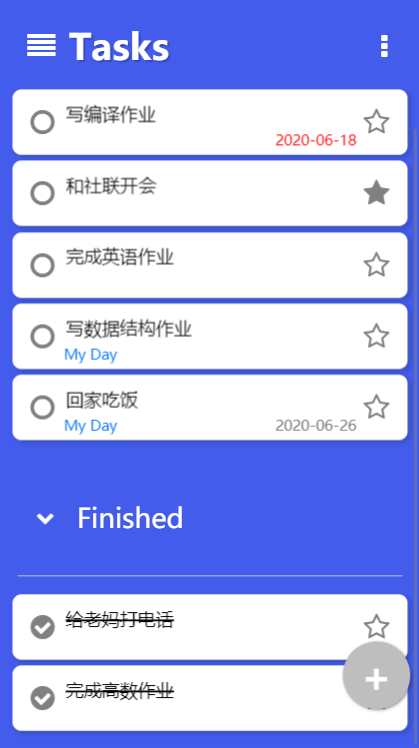 Tasks
写编译作业
2020-06-18
和社联开会
完成英语作业
写数据结构作业
My Day
回家吃饭
My Day 2020-06-26
Finished
给老妈打电话
完成高数作业